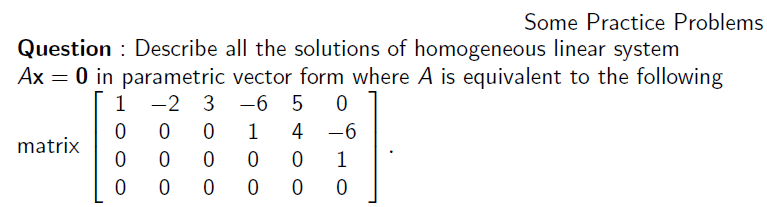 Some Practice Problems
Question : Describe all the solutions of homogeneous linear system
Ax = 0 in parametric vector form where A is equivalent to the following
matrix
1 −2 3 −6 5 0
0 0 0 1 4 −6
0 0 0 0 0 1
0 0 0 0 0 0
.